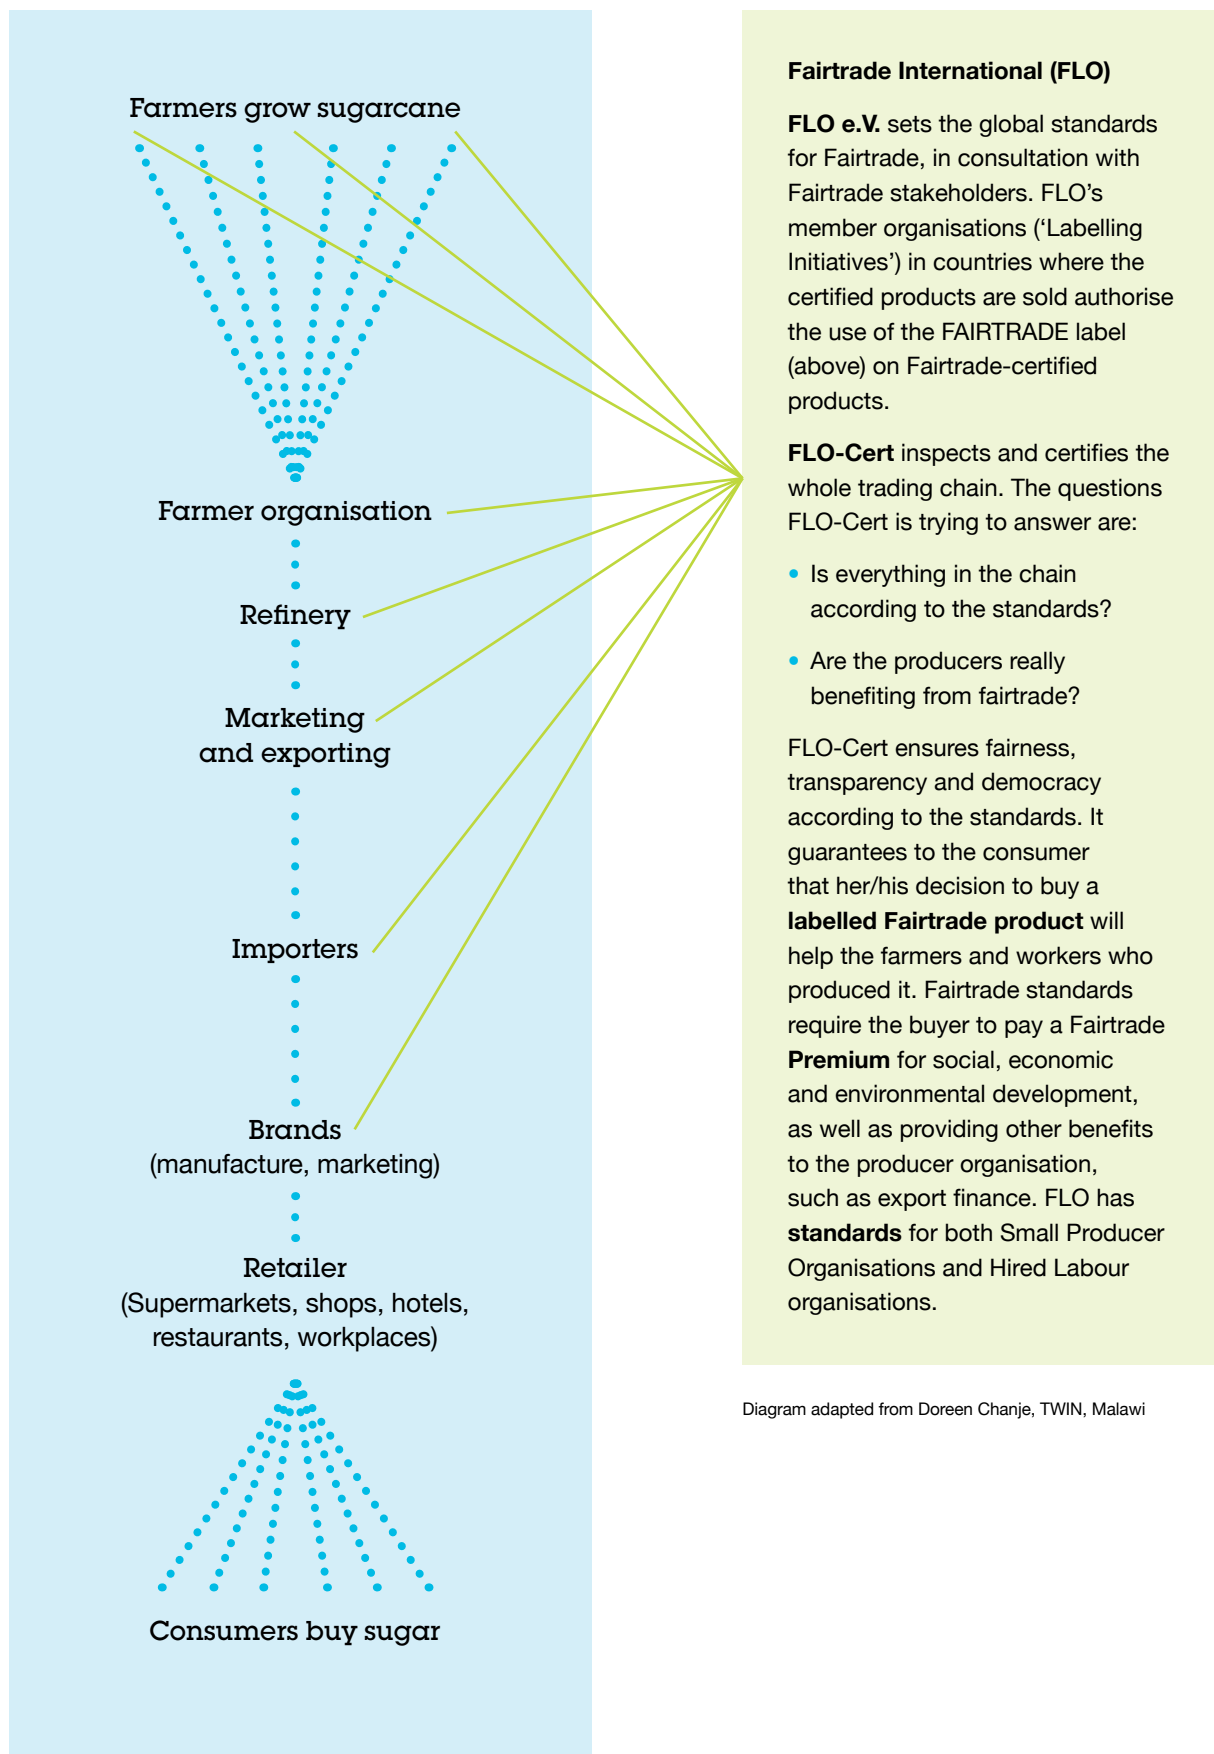 Farmers grow sugarcane
Farmer organisation
Refinery
Marketing
and exporting
Importers
Brands
(manufacture, marketing)
Retailer
(Supermarkets, shops, hotels,
restaurants, workplaces)
Consumers buy sugar
Fairtrade International (FLO)
FLO e.V. sets the global standards
for Fairtrade, in consultation with
Fairtrade stakeholders. FLO’s
member organisations (‘Labelling
Initiatives’) in countries where the
certified products are sold authorise
the use of the FAIRTRADE label
(above) on Fairtrade-certified
products.
FLO-Cert inspects and certifies the
whole trading chain. The questions
FLO-Cert is trying to answer are:
• Is everything in the chain
according to the standards?
• Are the producers really
benefiting from fairtrade?
FLO-Cert ensures fairness,
transparency and democracy
according to the standards. It
guarantees to the consumer
that her/his decision to buy a
labelled Fairtrade product will
help the farmers and workers who
produced it. Fairtrade standards
require the buyer to pay a Fairtrade
Premium for social, economic
and environmental development,
as well as providing other benefits
to the producer organisation,
such as export finance. FLO has
standards for both Small Producer
Organisations and Hired Labour
organisations.
Diagram adapted from Doreen Chanje, TWIN, Malawi